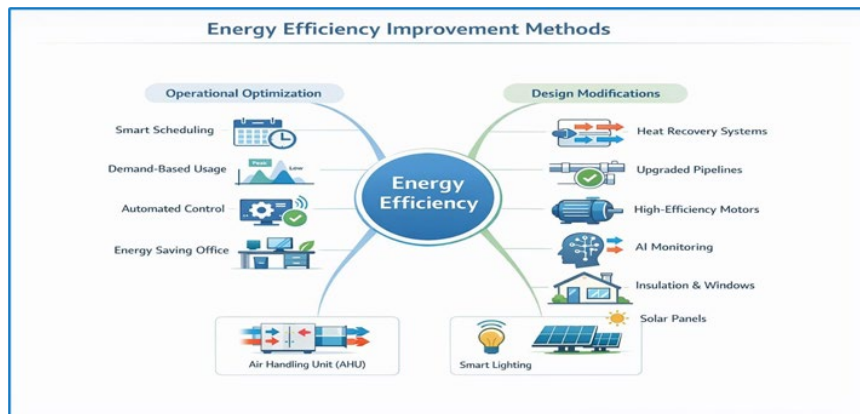 Energy Efficiency Improvement Methods
Operational Optimization
Smart Scheduling
Demand-Based Usage
Peak
Low
Automated Control
Energy Saving Office
Energy
Efficiency
Design Modifications
Heat Recovery Systems
Upgraded Pipelines
High-Efficiency Motors
AI Monitoring
Insulation & Windows
Solar Panels
Air Handling Unit (AHU)
Smart Lighting